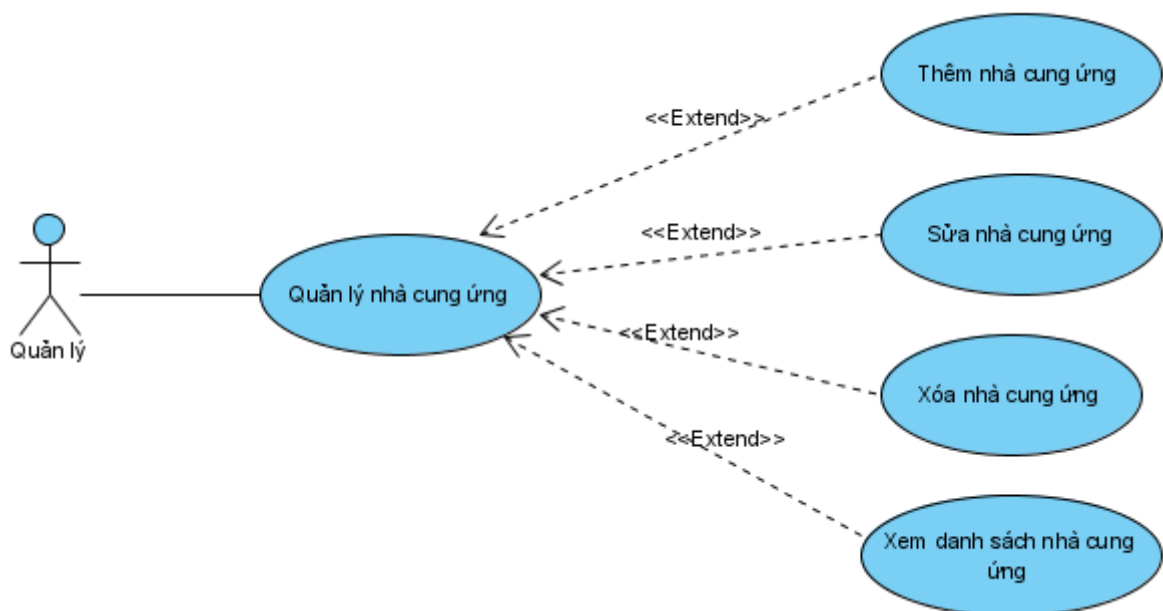 Thêm nhà cung ứng
<<Extend>>
Sửa nhà cung ứng
<<Extend>>
Quản lý nhà cung ứng
Quản lý
<<Extend>>
Xóa nhà cung ứng
<<Extend>>
Xem danh sách nhà cung
ứng